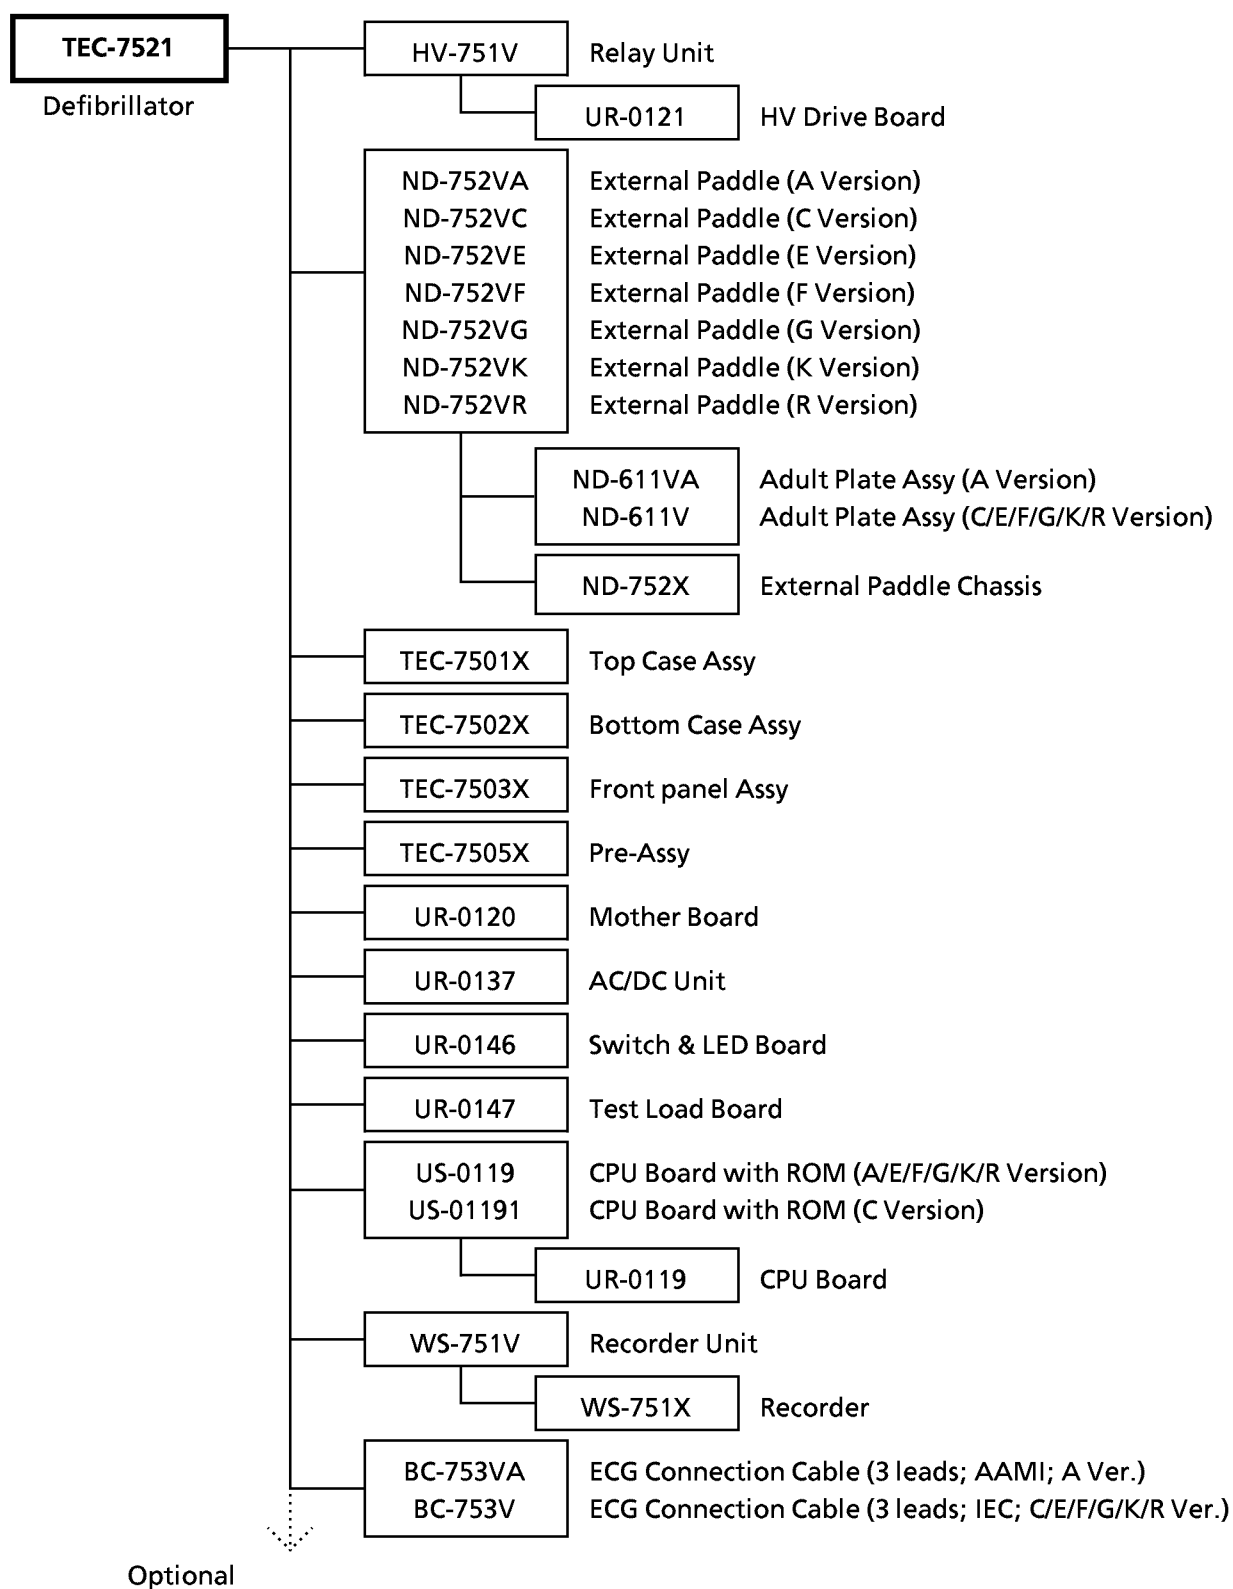 TEC-7521
Defibrillator
HV-751V Relay Unit
UR-0121 HV Drive Board
ND-752VA External Paddle (A Version)
ND-752VC External Paddle (C Version)
ND-752VE External Paddle (E Version)
ND-752VF External Paddle (F Version)
ND-752VG External Paddle (G Version)
ND-752VK External Paddle (K Version)
ND-752VR External Paddle (R Version)
ND-611VA Adult Plate Assy (A Version)
ND-611V Adult Plate Assy (C/E/F/G/K/R Version)
ND-752X External Paddle Chassis
TEC-7501X Top Case Assy
TEC-7502X Bottom Case Assy
TEC-7503X Front panel Assy
TEC-7505X Pre-Assy
UR-0120 Mother Board
UR-0137 AC/DC Unit
UR-0146 Switch & LED Board
UR-0147 Test Load Board
US-0119 CPU Board with ROM (A/E/F/G/K/R Version)
US-01191 CPU Board with ROM (C Version)
UR-0119 CPU Board
WS-751V Recorder Unit
WS-751X Recorder
BC-753VA ECG Connection Cable (3 leads; AAMI; A Ver.)
BC-753V ECG Connection Cable (3 leads; IEC; C/E/F/G/K/R Ver.)
Optional